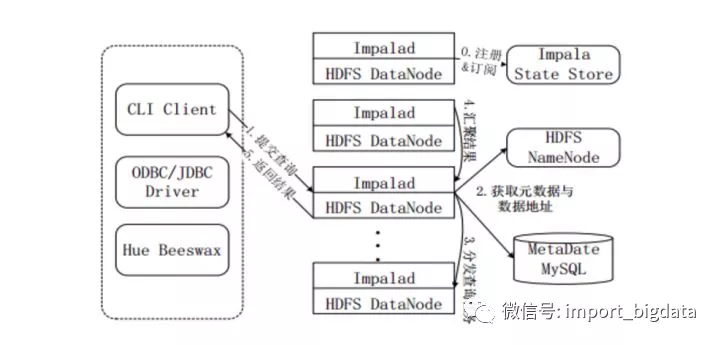 Impalad
HDFS DataNode
0.注册
&订阅
Impala
State Store
CLI Client
1.提交查询
5.返回结果
Impalad
HDFS DataNode
4.汇聚结果
HDFS
NameNode
ODBC/JDBC
Driver
Impalad
HDFS DataNode
2.获取元数据与
数据地址
Hue Beeswax
MetaDate
MySQL
3.分发查询任务
Impalad
HDFS DataNode
微信号: import_bigdata